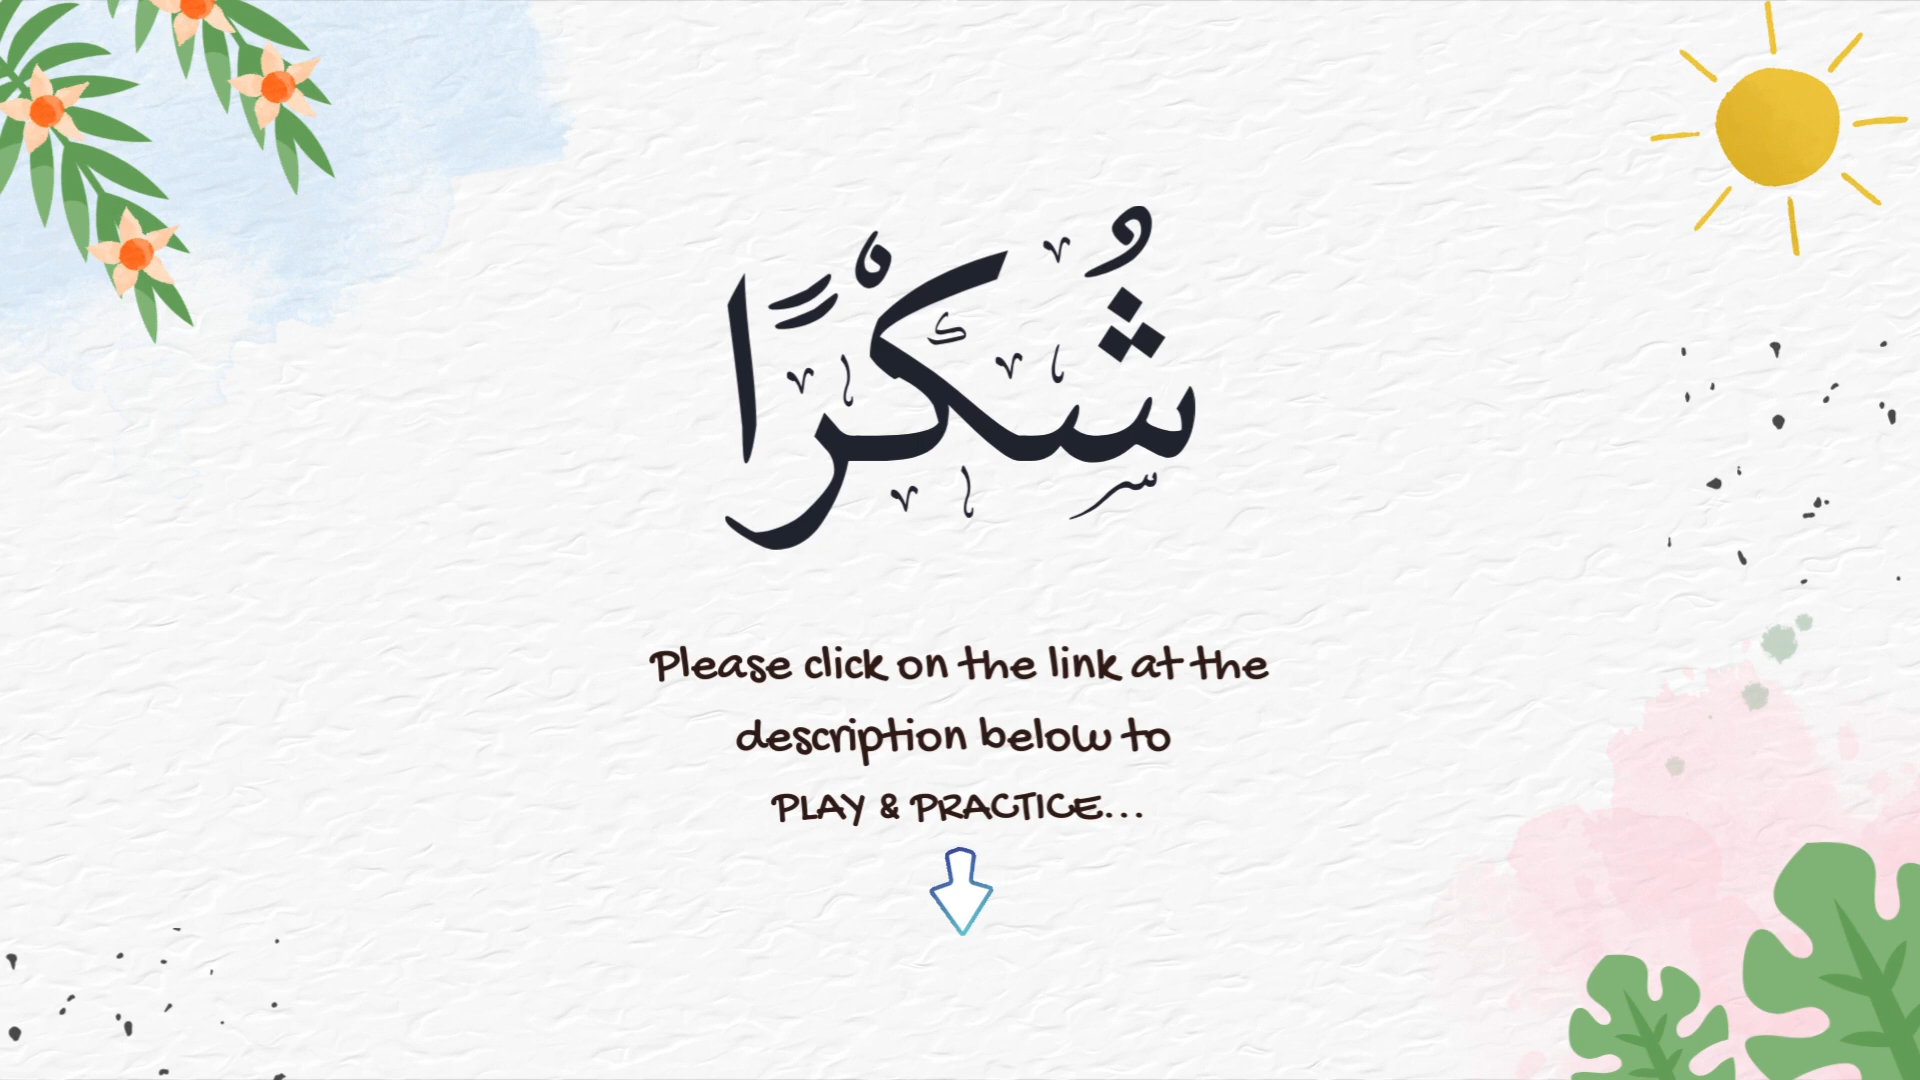 شُكْرًا
Please click on the link at the
description below to
PLAY & PRACTICE...